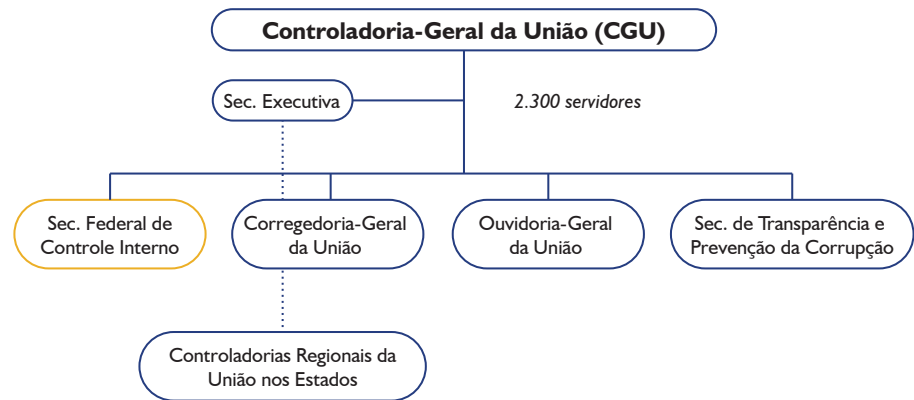 Controladoria-Geral da União (CGU)
Sec. Executiva
2.300 servidores
Sec. Federal de
Controle Interno
Corregedoria-Geral
da União
Ouvidoria-Geral
da União
Sec. de Transparência e
Prevenção da Corrupção
Controladorias Regionais da
União nos Estados